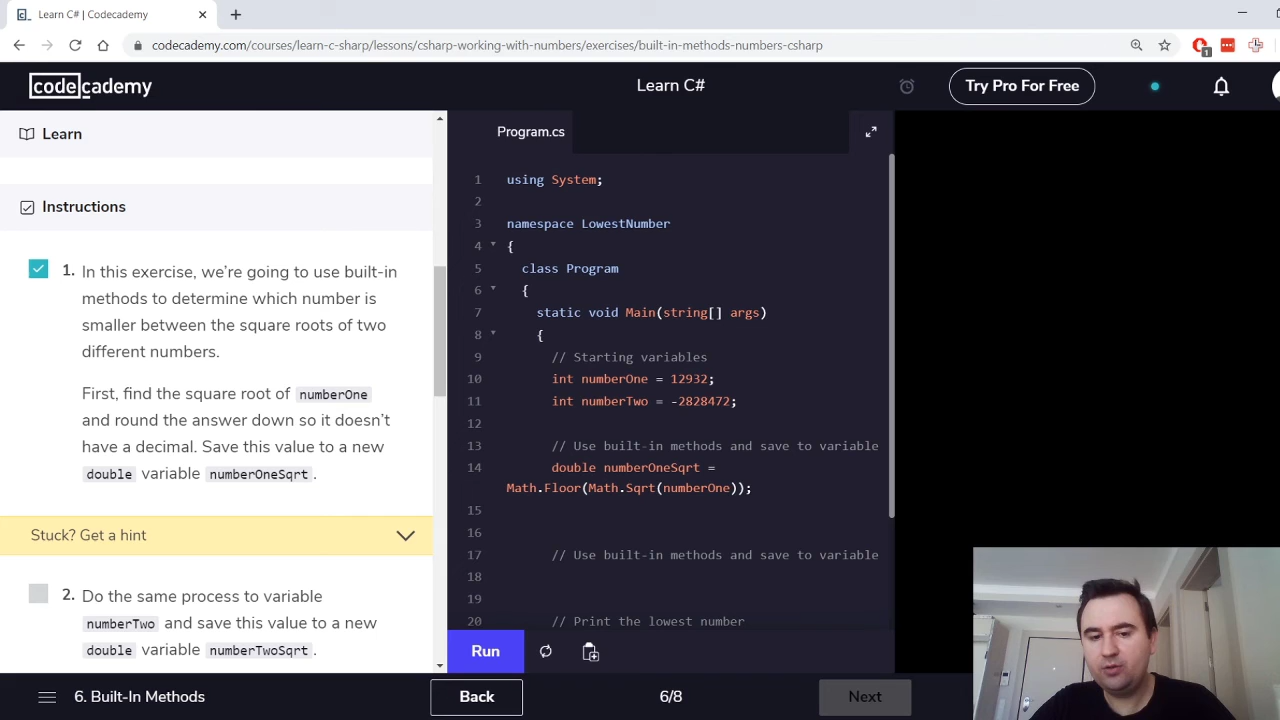 Learn C# | Codecademy
codecademy.com/courses/learn-c-sharp/lessons/csharp-working-with-numbers/exercises/built-in-methods-numbers-csharp
1
codecademy
Learn C#
Try Pro For Free
Learn
Instructions
1. In this exercise, we’re going to use built-in
methods to determine which number is
smaller between the square roots of two
different numbers.
First, find the square root of numberOne
and round the answer down so it doesn’t
have a decimal. Save this value to a new
double variable numberOneSqrt.
Stuck? Get a hint
2. Do the same process to variable
numberTwo and save this value to a new
double variable numberTwoSqrt.
Program.cs
1 using System;
2
3 namespace LowestNumber
4 {
5 class Program
6 {
7 static void Main(string[] args)
8 {
9 // Starting variables
10 int numberOne = 12932;
11 int numberTwo = -2828472;
12
13 // Use built-in methods and save to variable
14 double numberOneSqrt =
Math.Floor(Math.Sqrt(numberOne));
15
16
17 // Use built-in methods and save to variable
18
19
20 // Print the lowest number
Run
6. Built-In Methods
Back
6/8
Next